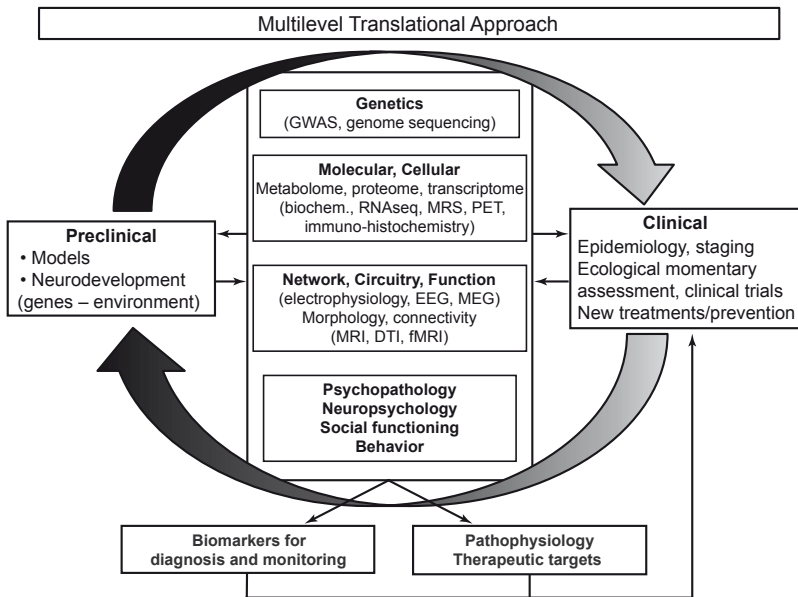 Multilevel Translational Approach
Genetics
(GWAS, genome sequencing)
Molecular, Cellular
Metabolome, proteome, transcriptome
(biochem., RNAseq, MRS, PET,
immuno-histochemistry)
Preclinical
• Models
• Neurodevelopment
(genes – environment)
Network, Circuitry, Function
(electrophysiology, EEG, MEG)
Morphology, connectivity
(MRI, DTI, fMRI)
Clinical
Epidemiology, staging
Ecological momentary
assessment, clinical trials
New treatments/prevention
Psychopathology
Neuropsychology
Social functioning
Behavior
Biomarkers for
diagnosis and monitoring
Pathophysiology
Therapeutic targets